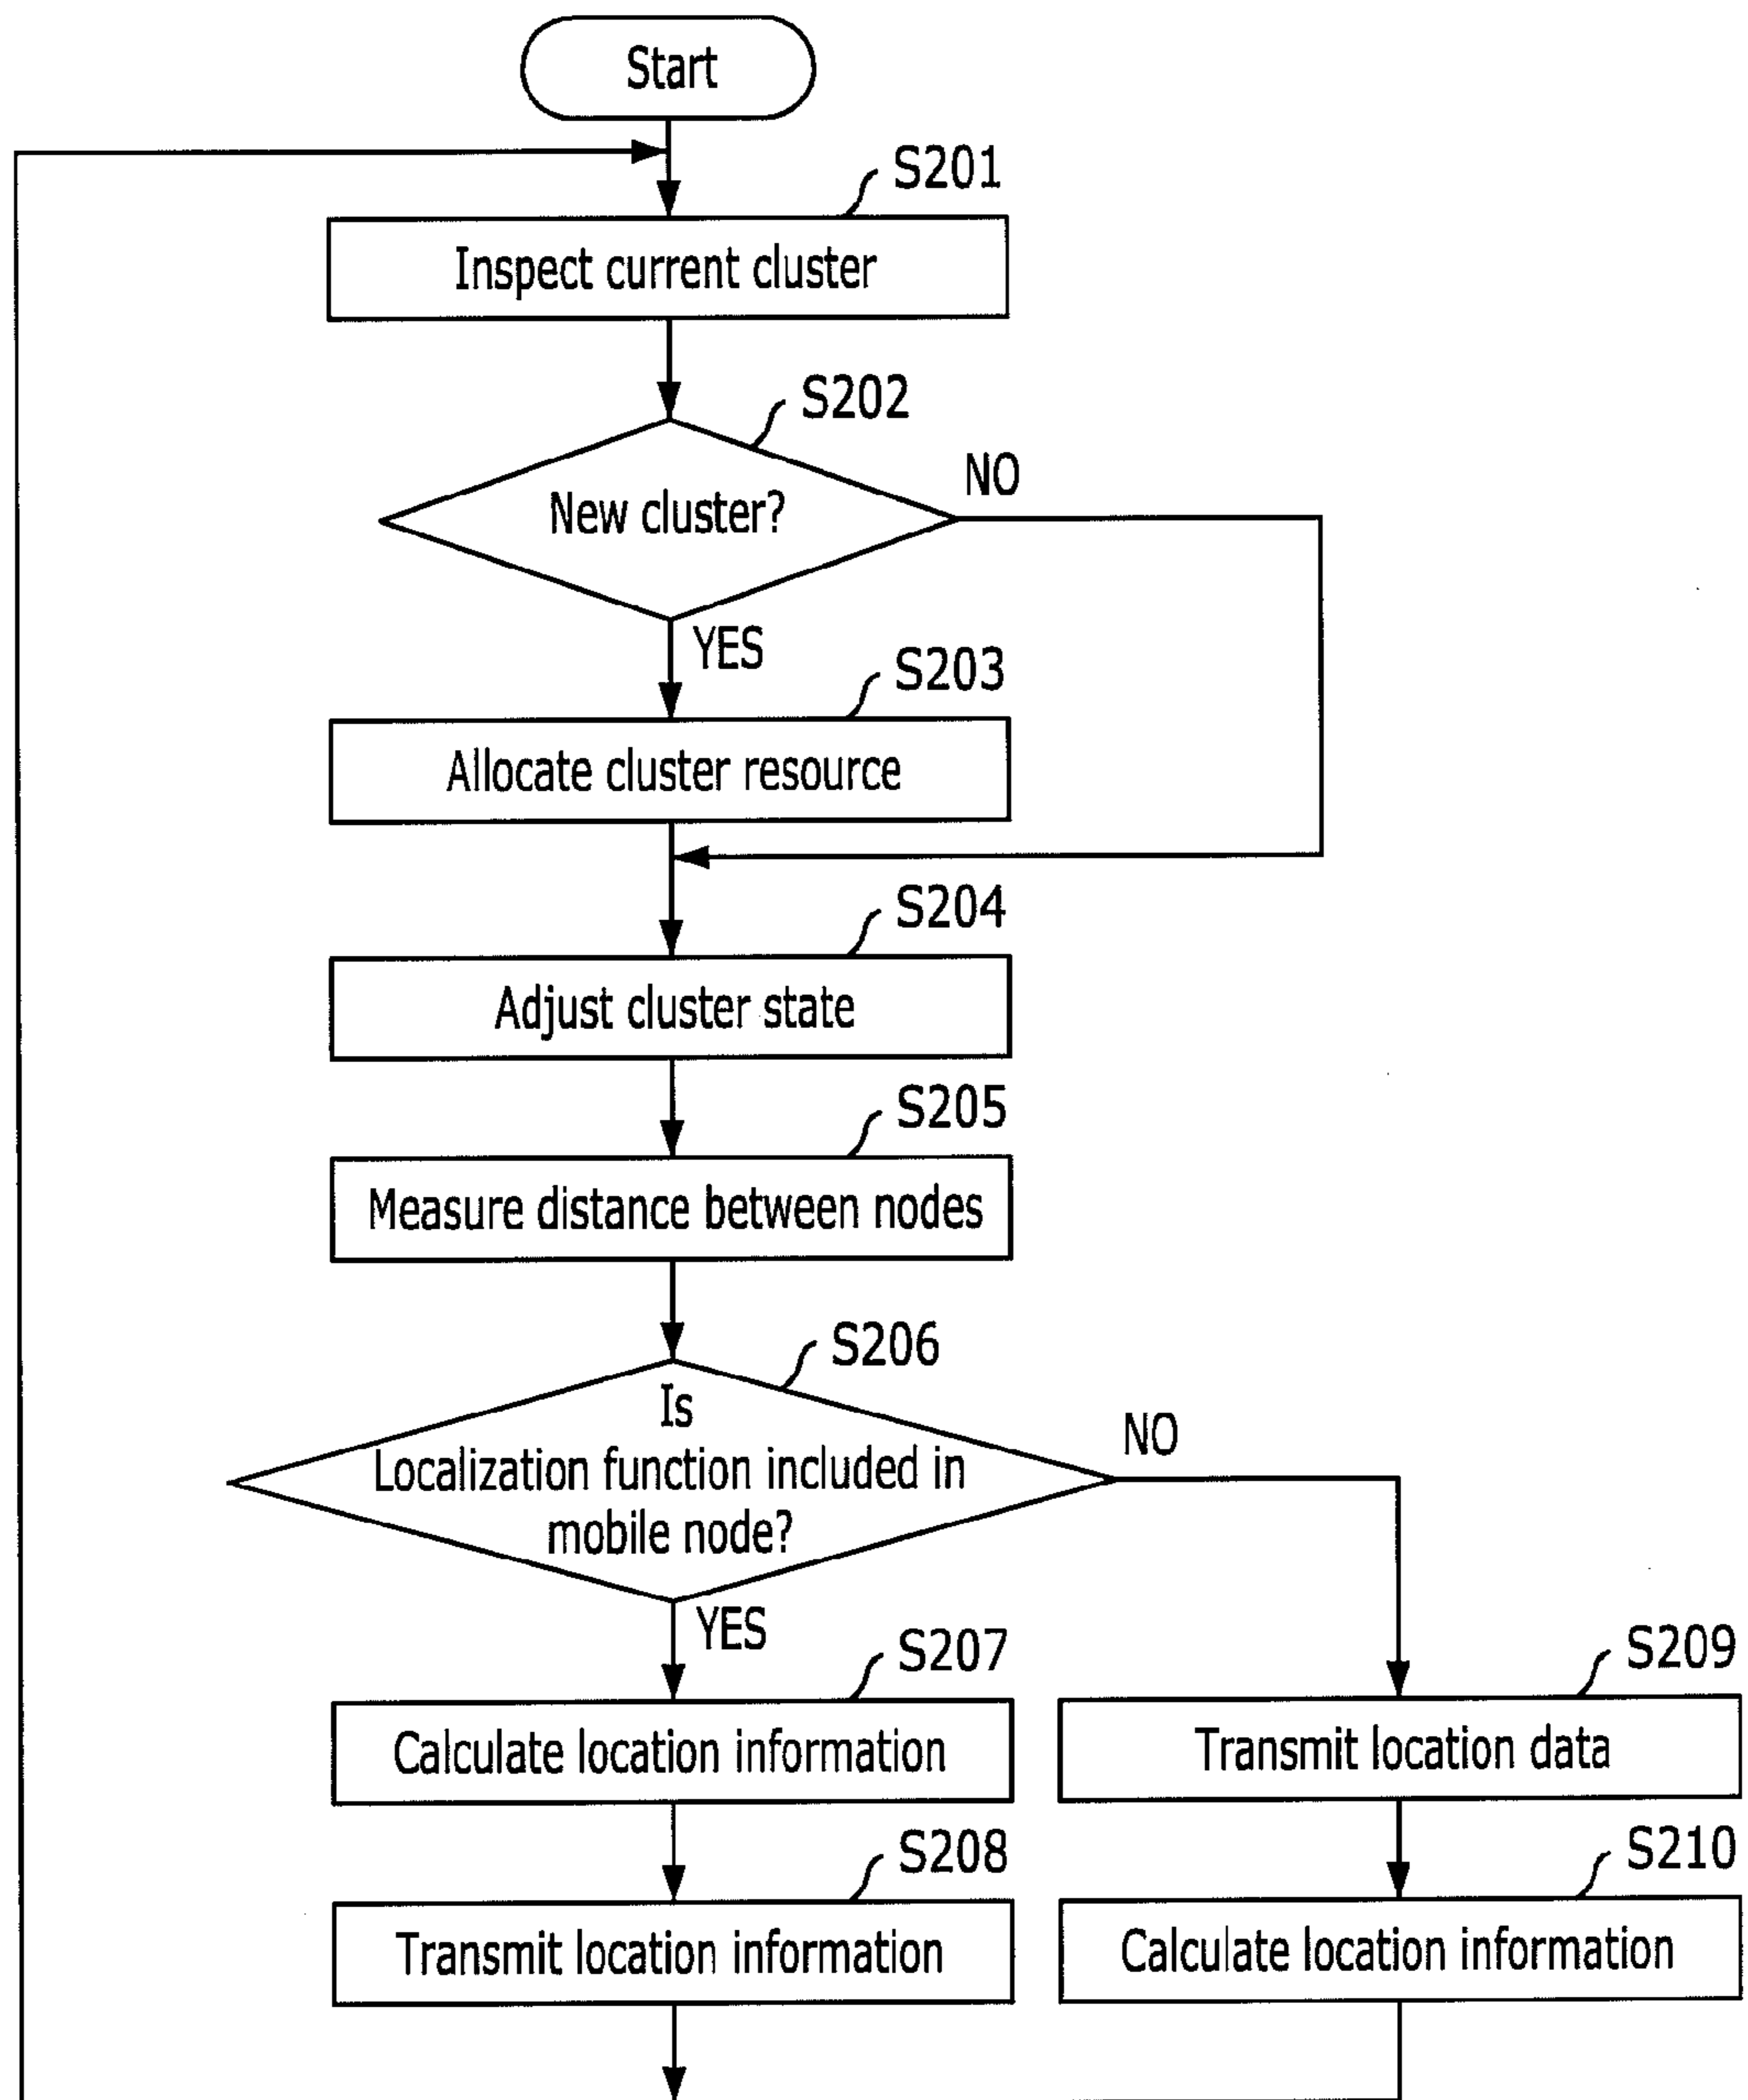 Start
S201
Inspect current cluster
S202
New cluster?
NO
YES
S203
Allocate cluster resource
S204
Adjust cluster state
S205
Measure distance between nodes
S206
Is
Localization function included in
mobile node?
NO
YES
S207
Calculate location information
S209
Transmit location data
S208
Transmit location information
S210
Calculate location information